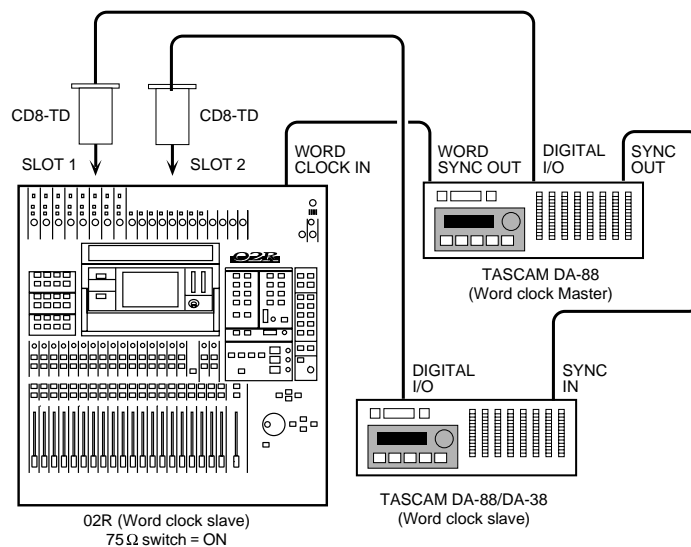 CD8-TD
CD8-TD
SLOT 1
SLOT 2
WORD
CLOCK IN
WORD
SYNC OUT
DIGITAL
I/O
SYNC
OUT
02R
TASCAM DA-88
(Word clock Master)
DIGITAL
I/O
SYNC
IN
TASCAM DA-88/DA-38
(Word clock slave)
02R (Word clock slave)
75Ω switch = ON